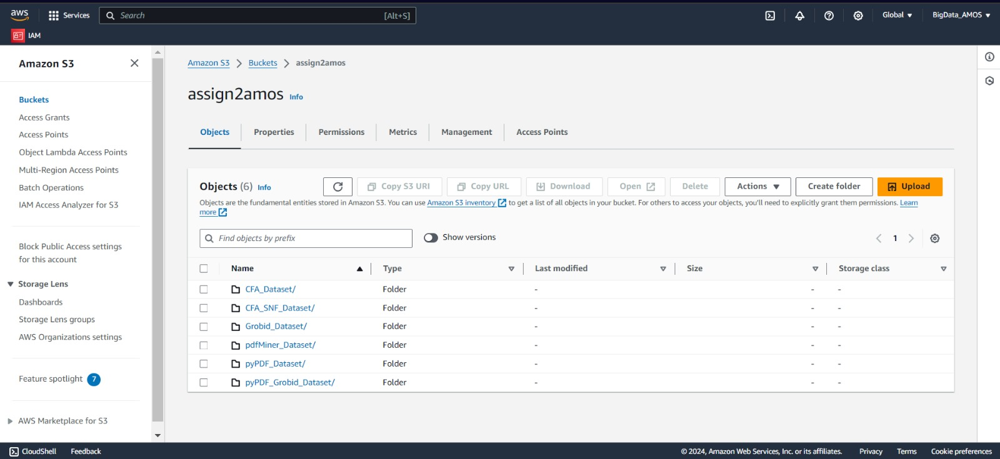 aws Services Search [Alt+S] Global BigData_AMOS
IAM
Amazon S3
Buckets
Access Grants
Access Points
Object Lambda Access Points
Multi-Region Access Points
Batch Operations
IAM Access Analyzer for S3
Block Public Access settings
for this account
Storage Lens
Dashboards
Storage Lens groups
AWS Organizations settings
Feature spotlight 7
AWS Marketplace for S3
Amazon S3 Buckets assign2amos
assign2amos Info
Objects Properties Permissions Metrics Management Access Points
Objects (6) Info Copy S3 URI Copy URL Download Open Delete Actions Create folder Upload
Objects are the fundamental entities stored in Amazon S3. You can use Amazon S3 inventory to get a list of all objects in your bucket. For others to access your objects, you'll need to explicitly grant them permissions. Learn
more
Find objects by prefix Show versions 1
Name Type Last modified Size Storage class
CFA_Dataset/ Folder - - -
CFA_SNF_Dataset/ Folder - - -
Grobid_Dataset/ Folder - - -
pdfMiner_Dataset/ Folder - - -
pyPDF_Dataset/ Folder - - -
pyPDF_Grobid_Dataset/ Folder - - -
CloudShell Feedback © 2024, Amazon Web Services, Inc. or its affiliates. Privacy Terms Cookie preferences